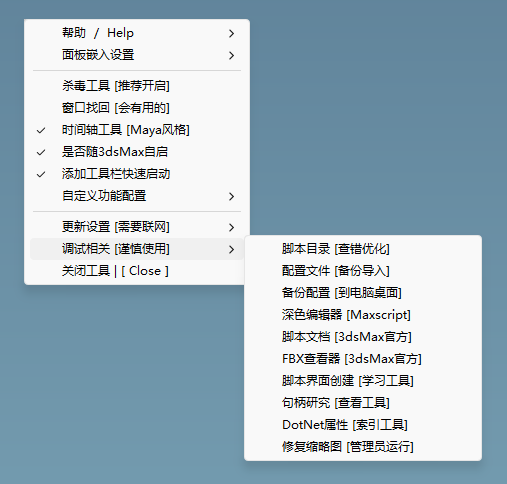 帮助 / Help
面板嵌入设置
杀毒工具 [推荐开启]
窗口找回 [会有用的]
时间轴工具 [Maya风格]
是否随3dsMax自启
添加工具栏快速启动
自定义功能配置
更新设置 [需要联网]
调试相关 [谨慎使用]
关闭工具 | [ Close ]
脚本目录 [查错优化]
配置文件 [备份导入]
备份配置 [到电脑桌面]
深色编辑器 [Maxscript]
脚本文档 [3dsMax官方]
FBX查看器 [3dsMax官方]
脚本界面创建 [学习工具]
句柄研究 [查看工具]
DotNet属性 [索引工具]
修复缩略图 [管理员运行]